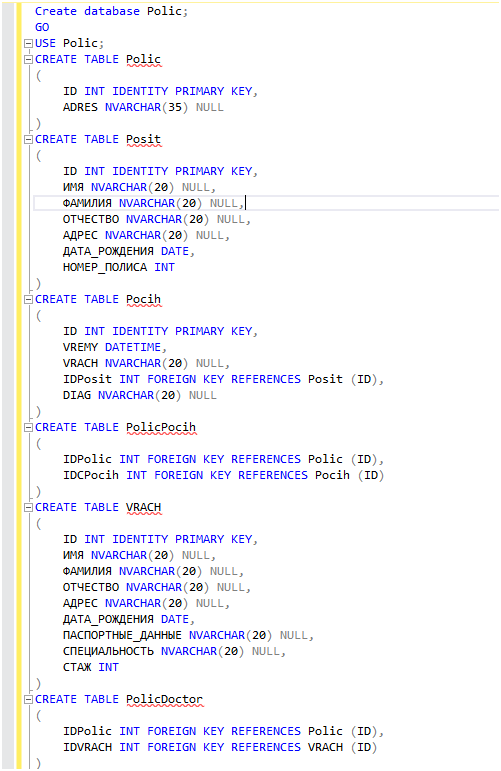 Create database Polic;
GO
USE Polic;
CREATE TABLE Polic
(
ID INT IDENTITY PRIMARY KEY,
ADRES NVARCHAR(35) NULL
)
CREATE TABLE Posit
(
ID INT IDENTITY PRIMARY KEY,
ИМЯ NVARCHAR(20) NULL,
ФАМИЛИЯ NVARCHAR(20) NULL,
ОТЧЕСТВО NVARCHAR(20) NULL,
АДРЕС NVARCHAR(20) NULL,
ДАТА_РОЖДЕНИЯ DATE,
НОМЕР_ПОЛИСА INT
)
CREATE TABLE Pocih
(
ID INT IDENTITY PRIMARY KEY,
VREMY DATETIME,
VRACH NVARCHAR(20) NULL,
IDPosit INT FOREIGN KEY REFERENCES Posit (ID),
DIAG NVARCHAR(20) NULL
)
CREATE TABLE PolicPocih
(
IDPolic INT FOREIGN KEY REFERENCES Polic (ID),
IDCPocih INT FOREIGN KEY REFERENCES Pocih (ID)
)
CREATE TABLE VRACH
(
ID INT IDENTITY PRIMARY KEY,
ИМЯ NVARCHAR(20) NULL,
ФАМИЛИЯ NVARCHAR(20) NULL,
ОТЧЕСТВО NVARCHAR(20) NULL,
АДРЕС NVARCHAR(20) NULL,
ДАТА_РОЖДЕНИЯ DATE,
ПАСПОРТНЫЕ_ДАННЫЕ NVARCHAR(20) NULL,
СПЕЦИАЛЬНОСТЬ NVARCHAR(20) NULL,
СТАЖ INT
)
CREATE TABLE PolicDoctor
(
IDPolic INT FOREIGN KEY REFERENCES Polic (ID),
IDVRACH INT FOREIGN KEY REFERENCES VRACH (ID)
)